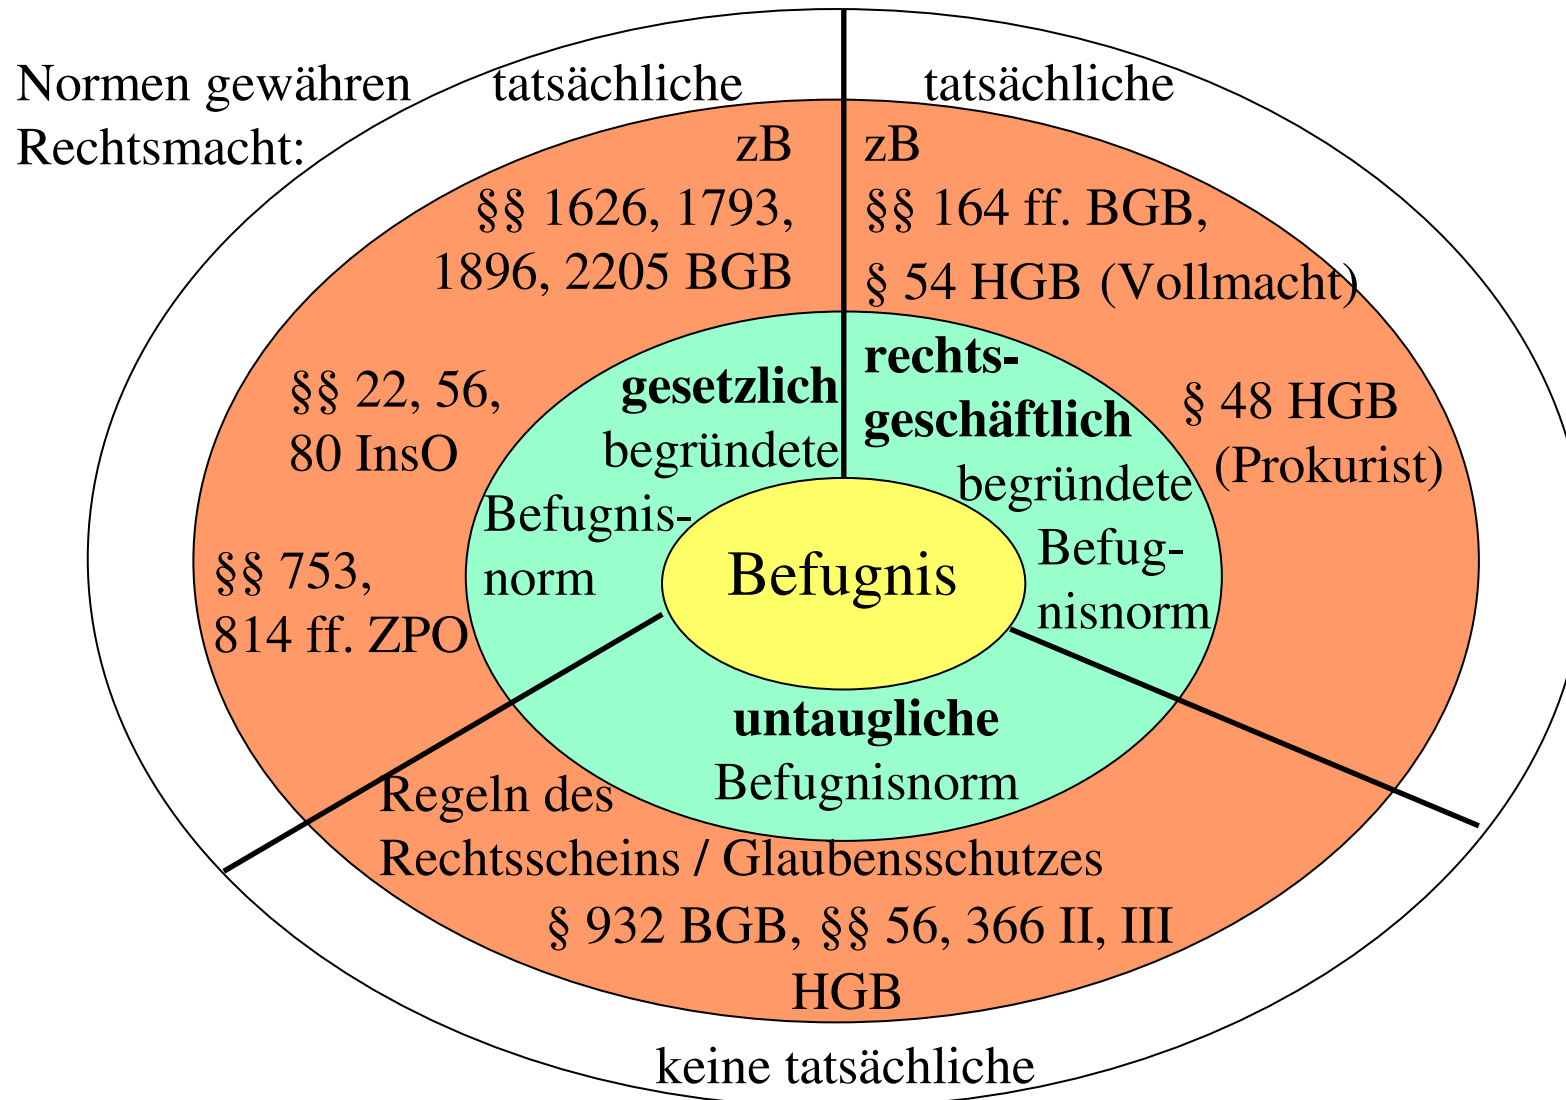 Normen gewähren
Rechtsmacht:
tatsächliche
tatsächliche
zB
§§ 1626, 1793,
1896, 2205 BGB
§§ 22, 56,
80 InsO
§§ 753,
814 ff. ZPO
zB
§§ 164 ff. BGB,
§ 54 HGB (Vollmacht)
§ 48 HGB
(Prokurist)
gesetzlich
begründete
Befugnis-
norm
rechts-
geschäftlich
begründete
Befug-
nisnorm
Befugnis
untaugliche
Befugnisnorm
Regeln des
Rechtsscheins / Glaubensschutzes
§ 932 BGB, §§ 56, 366 II, III
HGB
keine tatsächliche